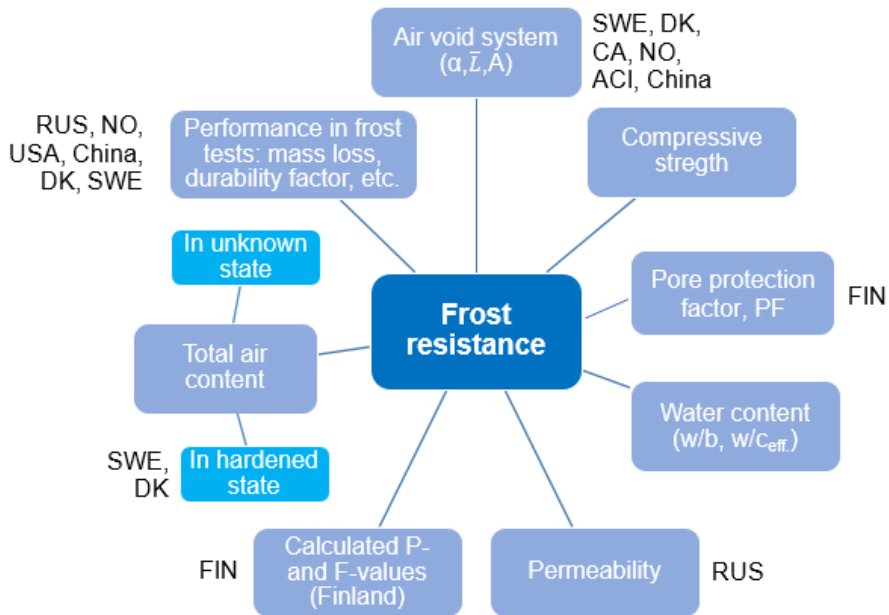 Air void system
(α,L̄,A)
SWE, DK,
CA, NO,
ACI, China
RUS, NO,
USA, China,
DK, SWE
Performance in frost
tests: mass loss,
durability factor, etc.
Compressive
stregth
In unknown
state
Pore protection
factor, PF
FIN
Frost
resistance
Total air
content
Water content
(w/b, w/ceff.)
SWE,
DK
In hardened
state
FIN
Calculated P-
and F-values
(Finland)
Permeability
RUS